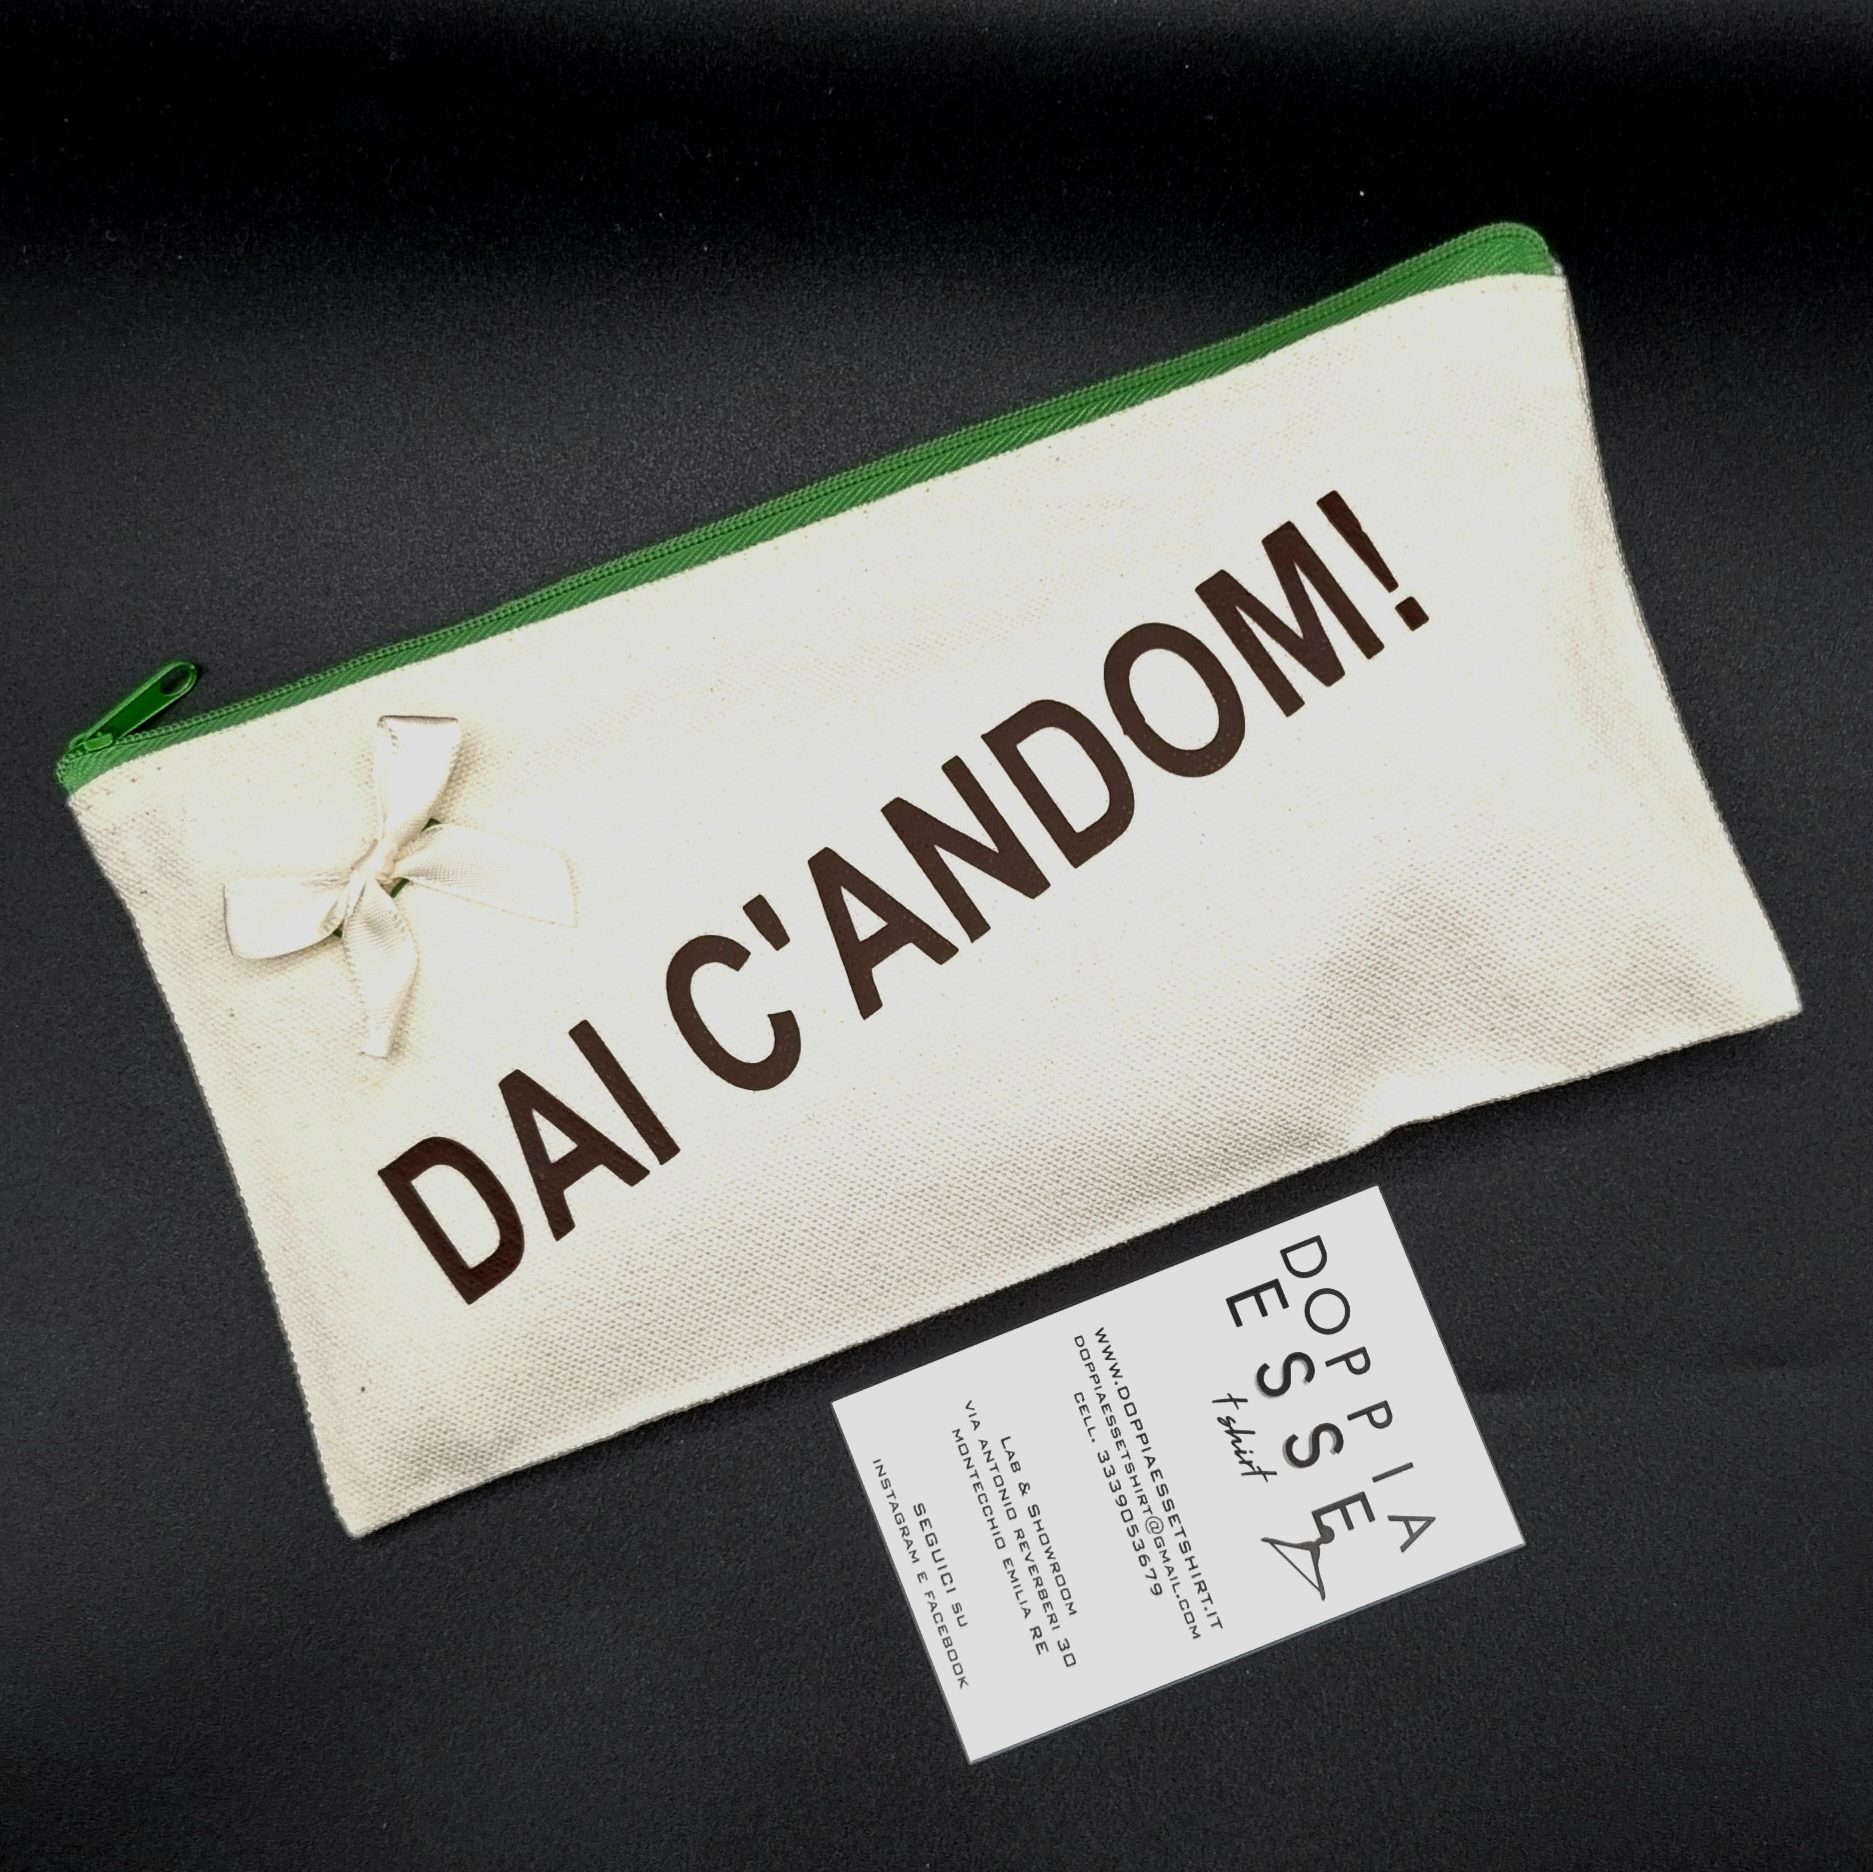 DAI C'ANDOM!
DOPPIA
ESSE
t shirt
WWW.DOPPIAESSETSHIRT.IT
DOPPIAESSETSHIRT@GMAIL.COM
CELL. 3339053679
LAB & SHOWROOM
VIA ANTONIO REVERBERI 30
MONTECCHIO EMILIA RE
SEGUICI SU
INSTAGRAM E FACEBOOK